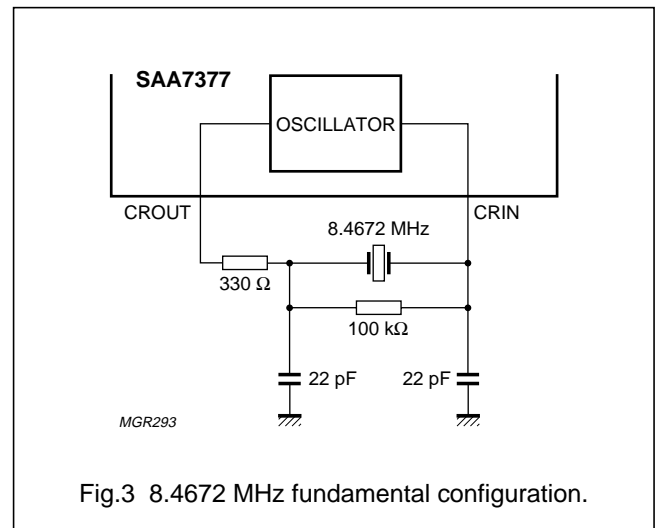 SAA7377
OSCILLATOR
CROUT
CRIN
8.4672 MHz
330 Ω
100 kΩ
22 pF
22 pF
MGR293
Fig.3 8.4672 MHz fundamental configuration.